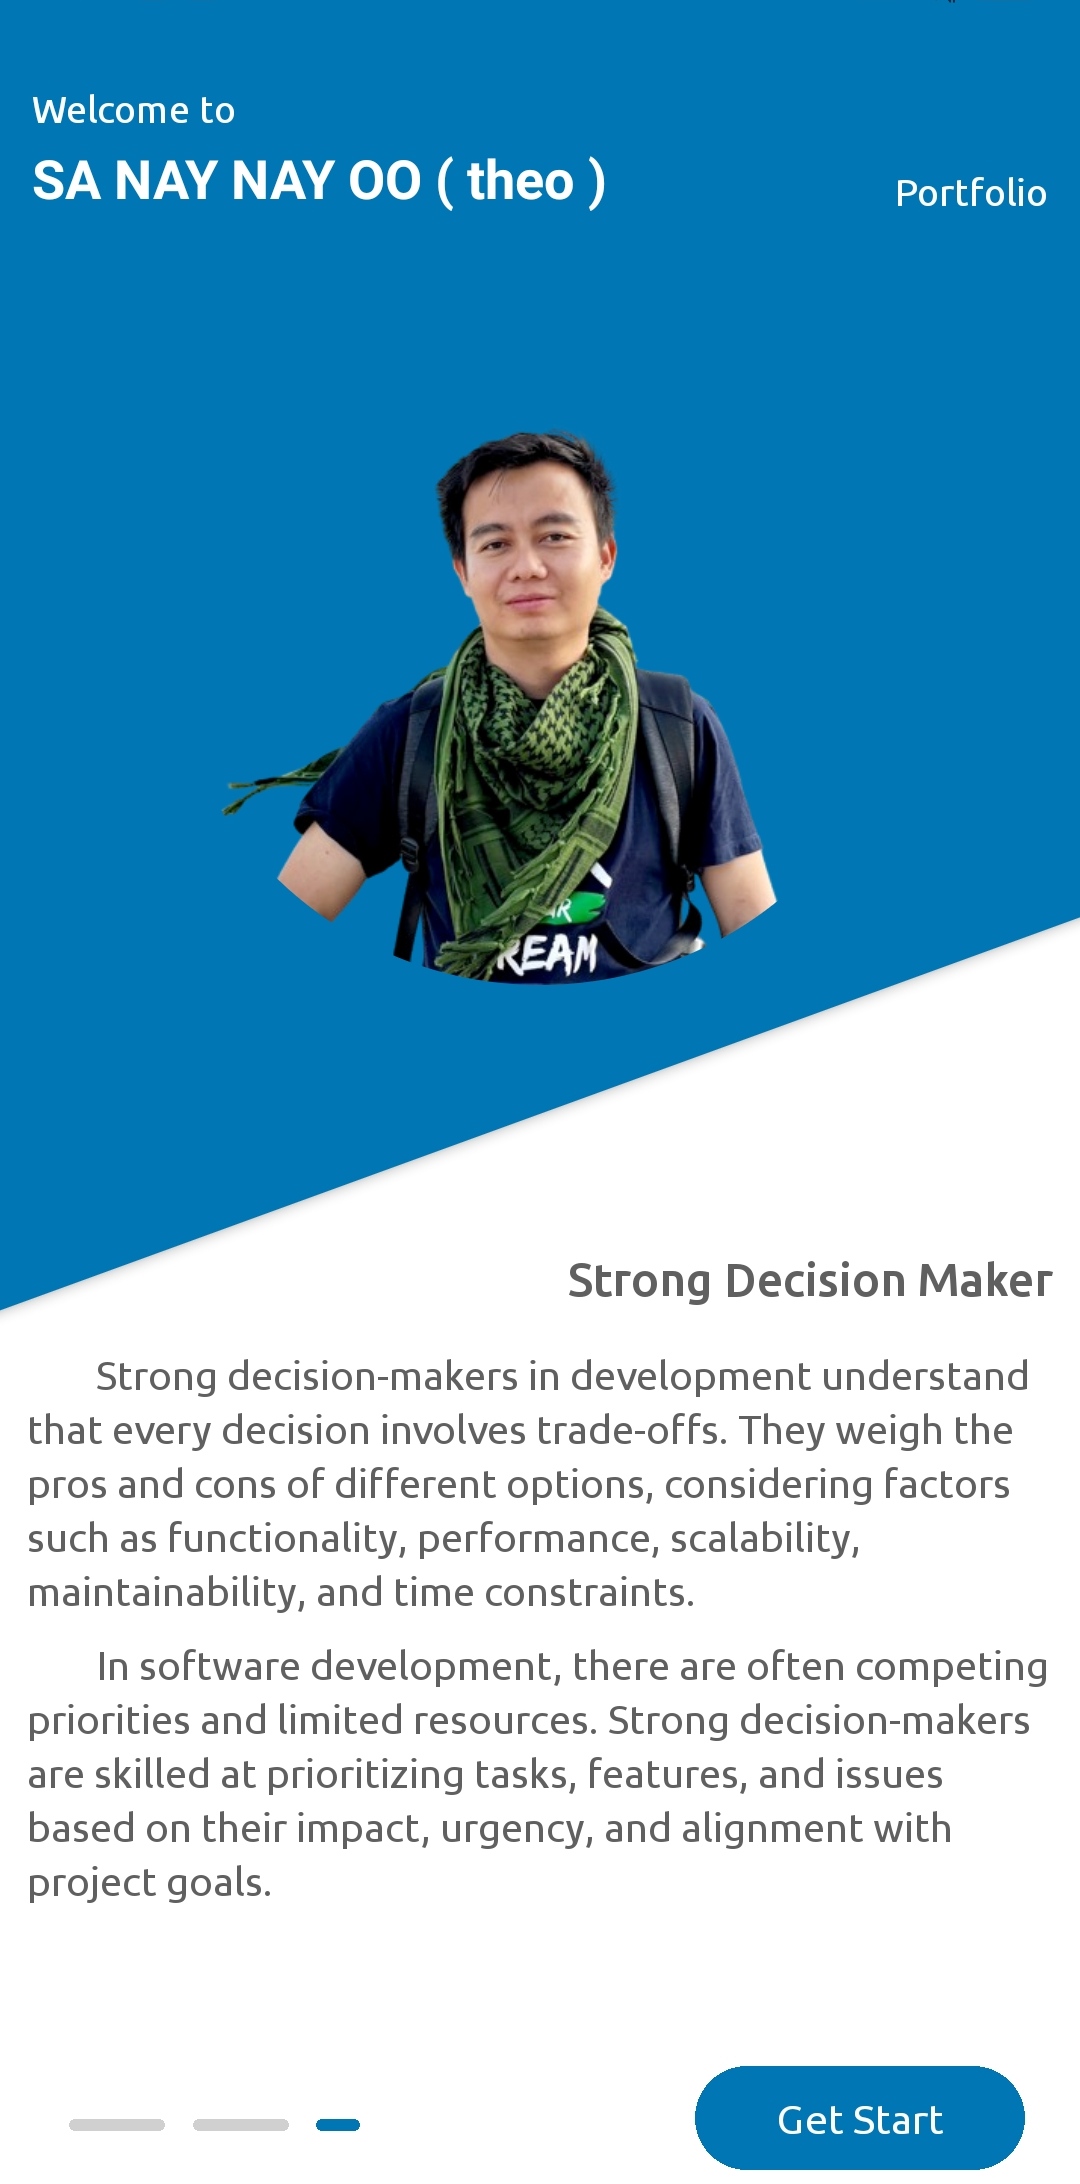 Welcome to
SA NAY NAY OO ( theo )
Portfolio
REAM
Strong Decision Maker
Strong decision-makers in development understand
that every decision involves trade-offs. They weigh the
pros and cons of different options, considering factors
such as functionality, performance, scalability,
maintainability, and time constraints.
In software development, there are often competing
priorities and limited resources. Strong decision-makers
are skilled at prioritizing tasks, features, and issues
based on their impact, urgency, and alignment with
project goals.
Get Start